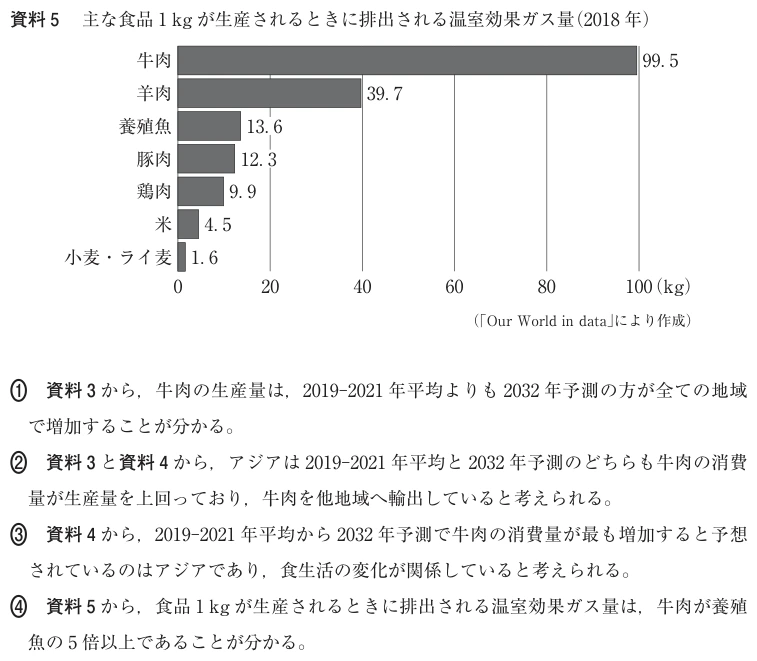 資料5　主な食品1kgが生産されるときに排出される温室効果ガス量(2018年)
牛肉 99.5
羊肉 39.7
養殖魚 13.6
豚肉 12.3
鶏肉 9.9
米 4.5
小麦・ライ麦 1.6
0 20 40 60 80 100(kg)
(「Our World in data」により作成)
① 資料3から，牛肉の生産量は，2019-2021年平均よりも2032年予測の方が全ての地域
で増加することが分かる。
② 資料3と資料4から，アジアは2019-2021年平均と2032年予測のどちらも牛肉の消費
量が生産量を上回っており，牛肉を他地域へ輸出していると考えられる。
③ 資料4から，2019-2021年平均から2032年予測で牛肉の消費量が最も増加すると予想
されているのはアジアであり，食生活の変化が関係していると考えられる。
④ 資料5から，食品1kgが生産されるときに排出される温室効果ガス量は，牛肉が養殖
魚の5倍以上であることが分かる。